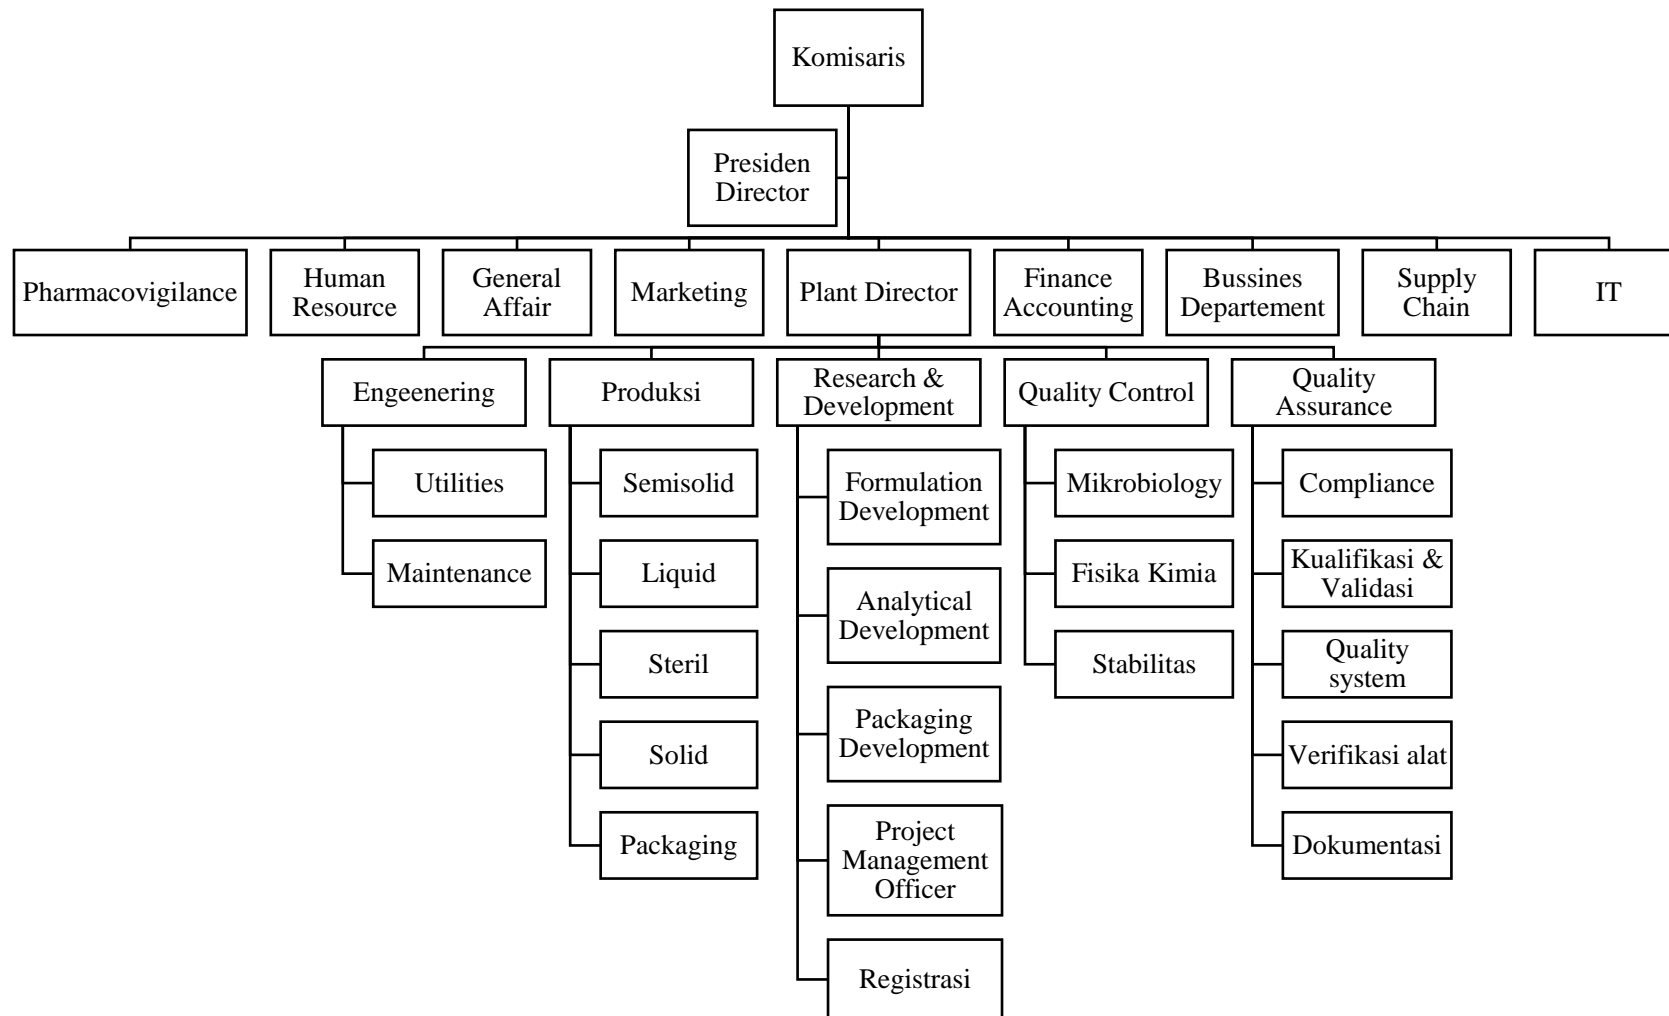 Komisaris
Presiden
Director
Pharmacovigilance
Human
Resource
General
Affair
Marketing
Plant Director
Finance
Accounting
Bussines
Departement
Supply
Chain
IT
Engeenering
Utilities
Maintenance
Produksi
Semisolid
Liquid
Steril
Solid
Packaging
Research &
Development
Formulation
Development
Analytical
Development
Packaging
Development
Project
Management
Officer
Registrasi
Quality Control
Mikrobiology
Fisika Kimia
Stabilitas
Quality
Assurance
Compliance
Kualifikasi &
Validasi
Quality
system
Verifikasi alat
Dokumentasi